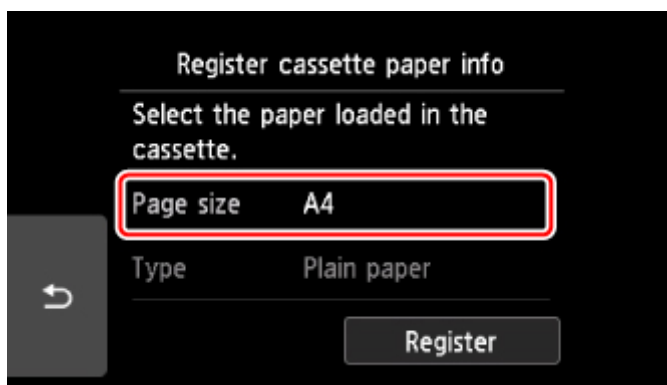 Register cassette paper info
Select the paper loaded in the
cassette.
Page size A4
Type Plain paper
Register